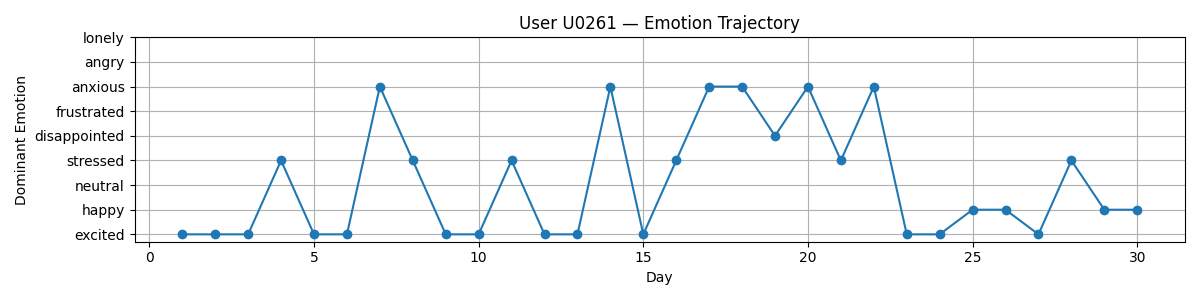 User U0261 — Emotion Trajectory
Dominant Emotion
lonely
angry
anxious
frustrated
disappointed
stressed
neutral
happy
excited
0 5 10 15 20 25 30
Day